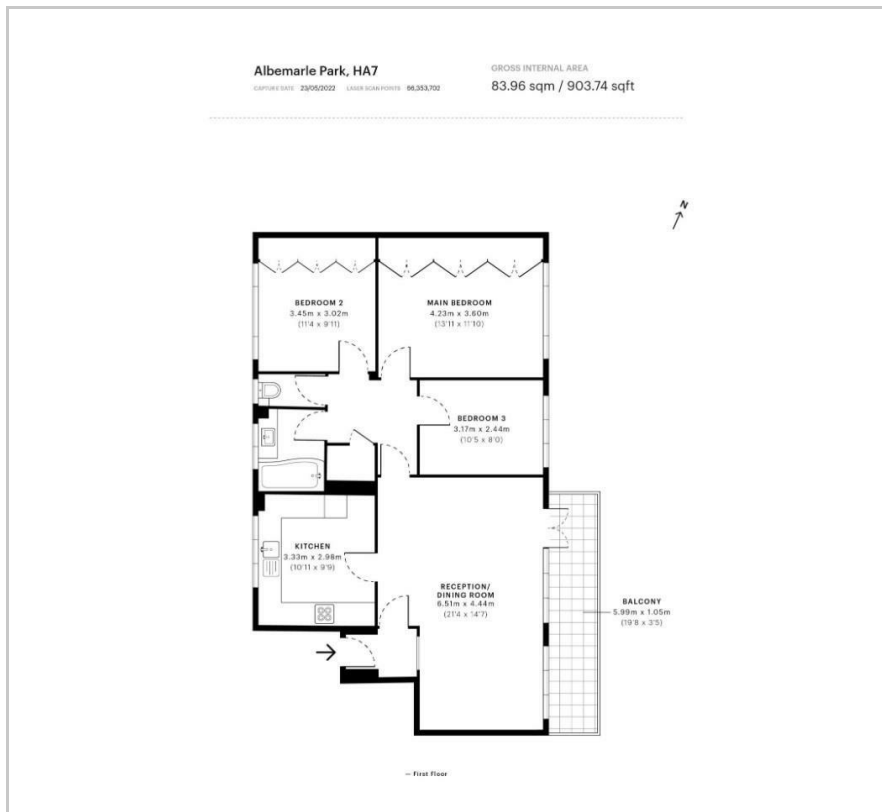 Albemarle Park, HA7
CAPTURE DATE 23/05/2022 LASER SCAN POINTS 66,353,702
GROSS INTERNAL AREA
83.96 sqm / 903.74 sqft
N
BEDROOM 2
3.45m x 3.02m
(11'4 x 9'11)
MAIN BEDROOM
4.23m x 3.60m
(13'11 x 11'10)
BEDROOM 3
3.17m x 2.44m
(10'5 x 8'0)
KITCHEN
3.33m x 2.98m
(10'11 x 9'9)
RECEPTION/
DINING ROOM
6.51m x 4.44m
(21'4 x 14'7)
BALCONY
5.99m x 1.05m
(19'8 x 3'5)
— First Floor